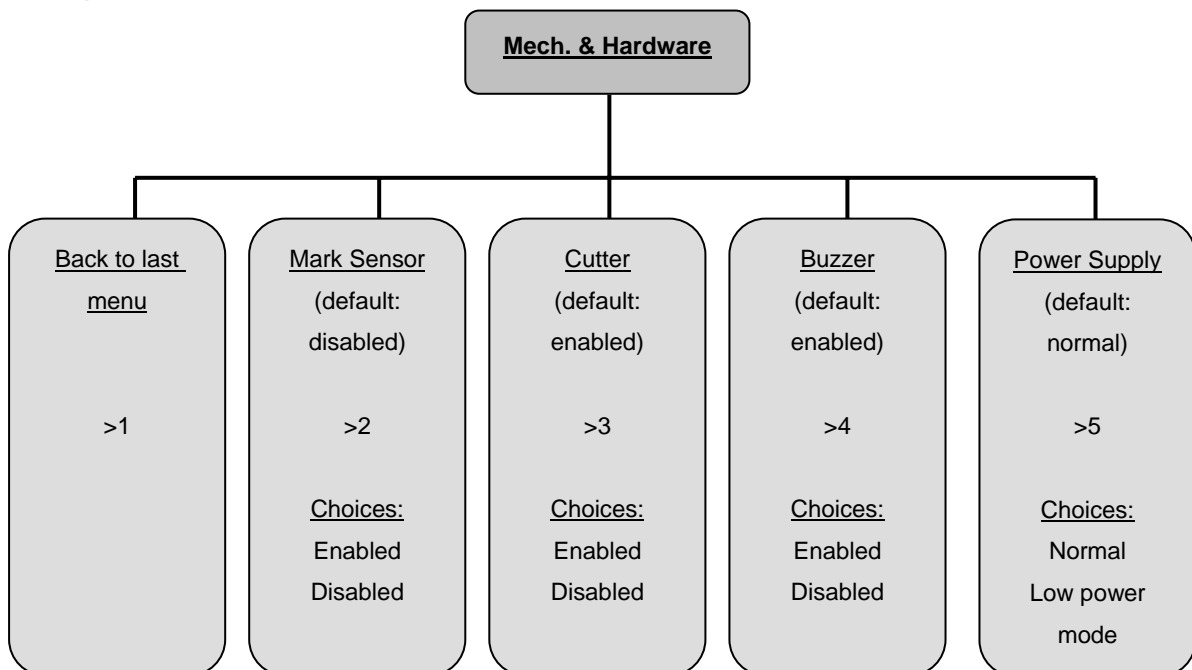 Mech. & Hardware
Back to last
menu
>1
Mark Sensor
(default:
disabled)
>2
Choices:
Enabled
Disabled
Cutter
(default:
enabled)
>3
Choices:
Enabled
Disabled
Buzzer
(default:
enabled)
>4
Choices:
Enabled
Disabled
Power Supply
(default:
normal)
>5
Choices:
Normal
Low power
mode